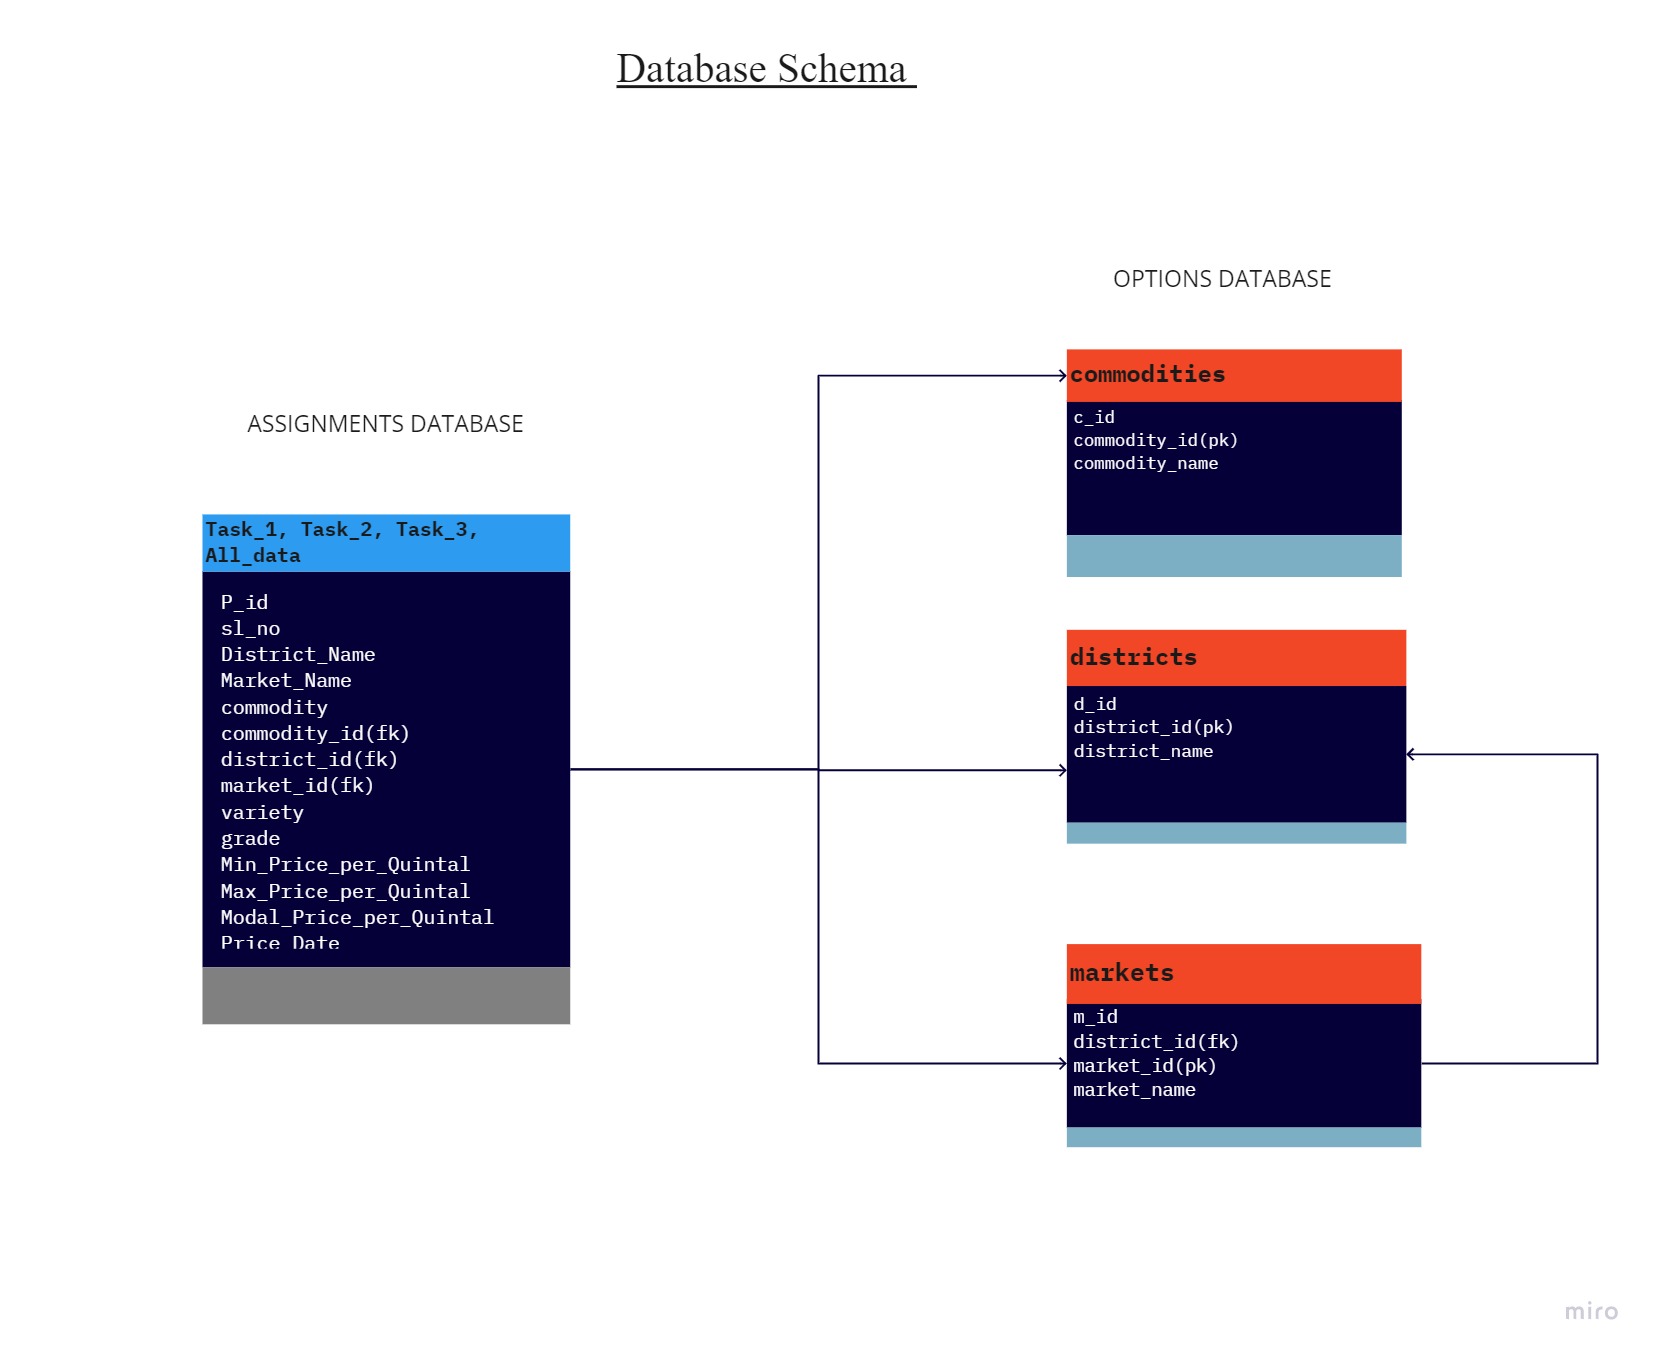 Database Schema
OPTIONS DATABASE
ASSIGNMENTS DATABASE
Task_1, Task_2, Task_3,
All_data
P_id
sl_no
District_Name
Market_Name
commodity
commodity_id(fk)
district_id(fk)
market_id(fk)
variety
grade
Min_Price_per_Quintal
Max_Price_per_Quintal
Modal_Price_per_Quintal
Price_Date
commodities
c_id
commodity_id(pk)
commodity_name
districts
d_id
district_id(pk)
district_name
markets
m_id
district_id(fk)
market_id(pk)
market_name
miro